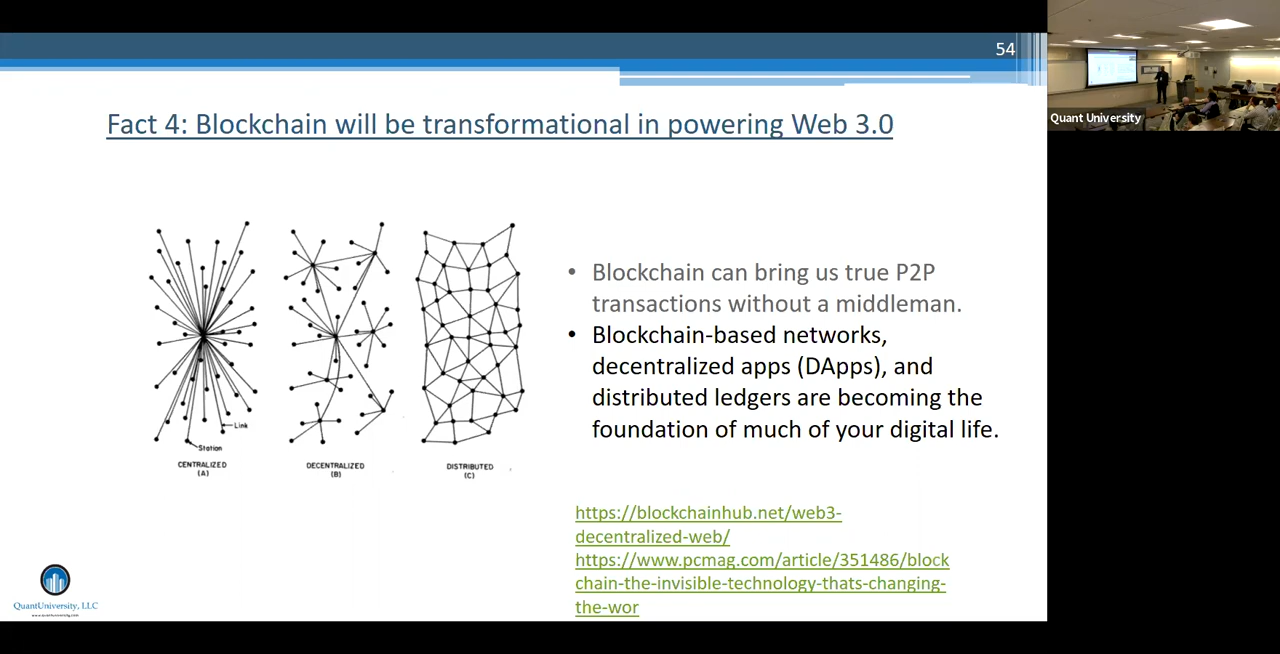 54
Quant University
Fact 4: Blockchain will be transformational in powering Web 3.0
Link
Station
CENTRALIZED
(A)
DECENTRALIZED
(B)
DISTRIBUTED
(C)
• Blockchain can bring us true P2P
transactions without a middleman.
• Blockchain-based networks,
decentralized apps (DApps), and
distributed ledgers are becoming the
foundation of much of your digital life.
https://blockchainhub.net/web3-
decentralized-web/
https://www.pcmag.com/article/351486/block
chain-the-invisible-technology-thats-changing-
the-wor
QuantUniversity, LLC